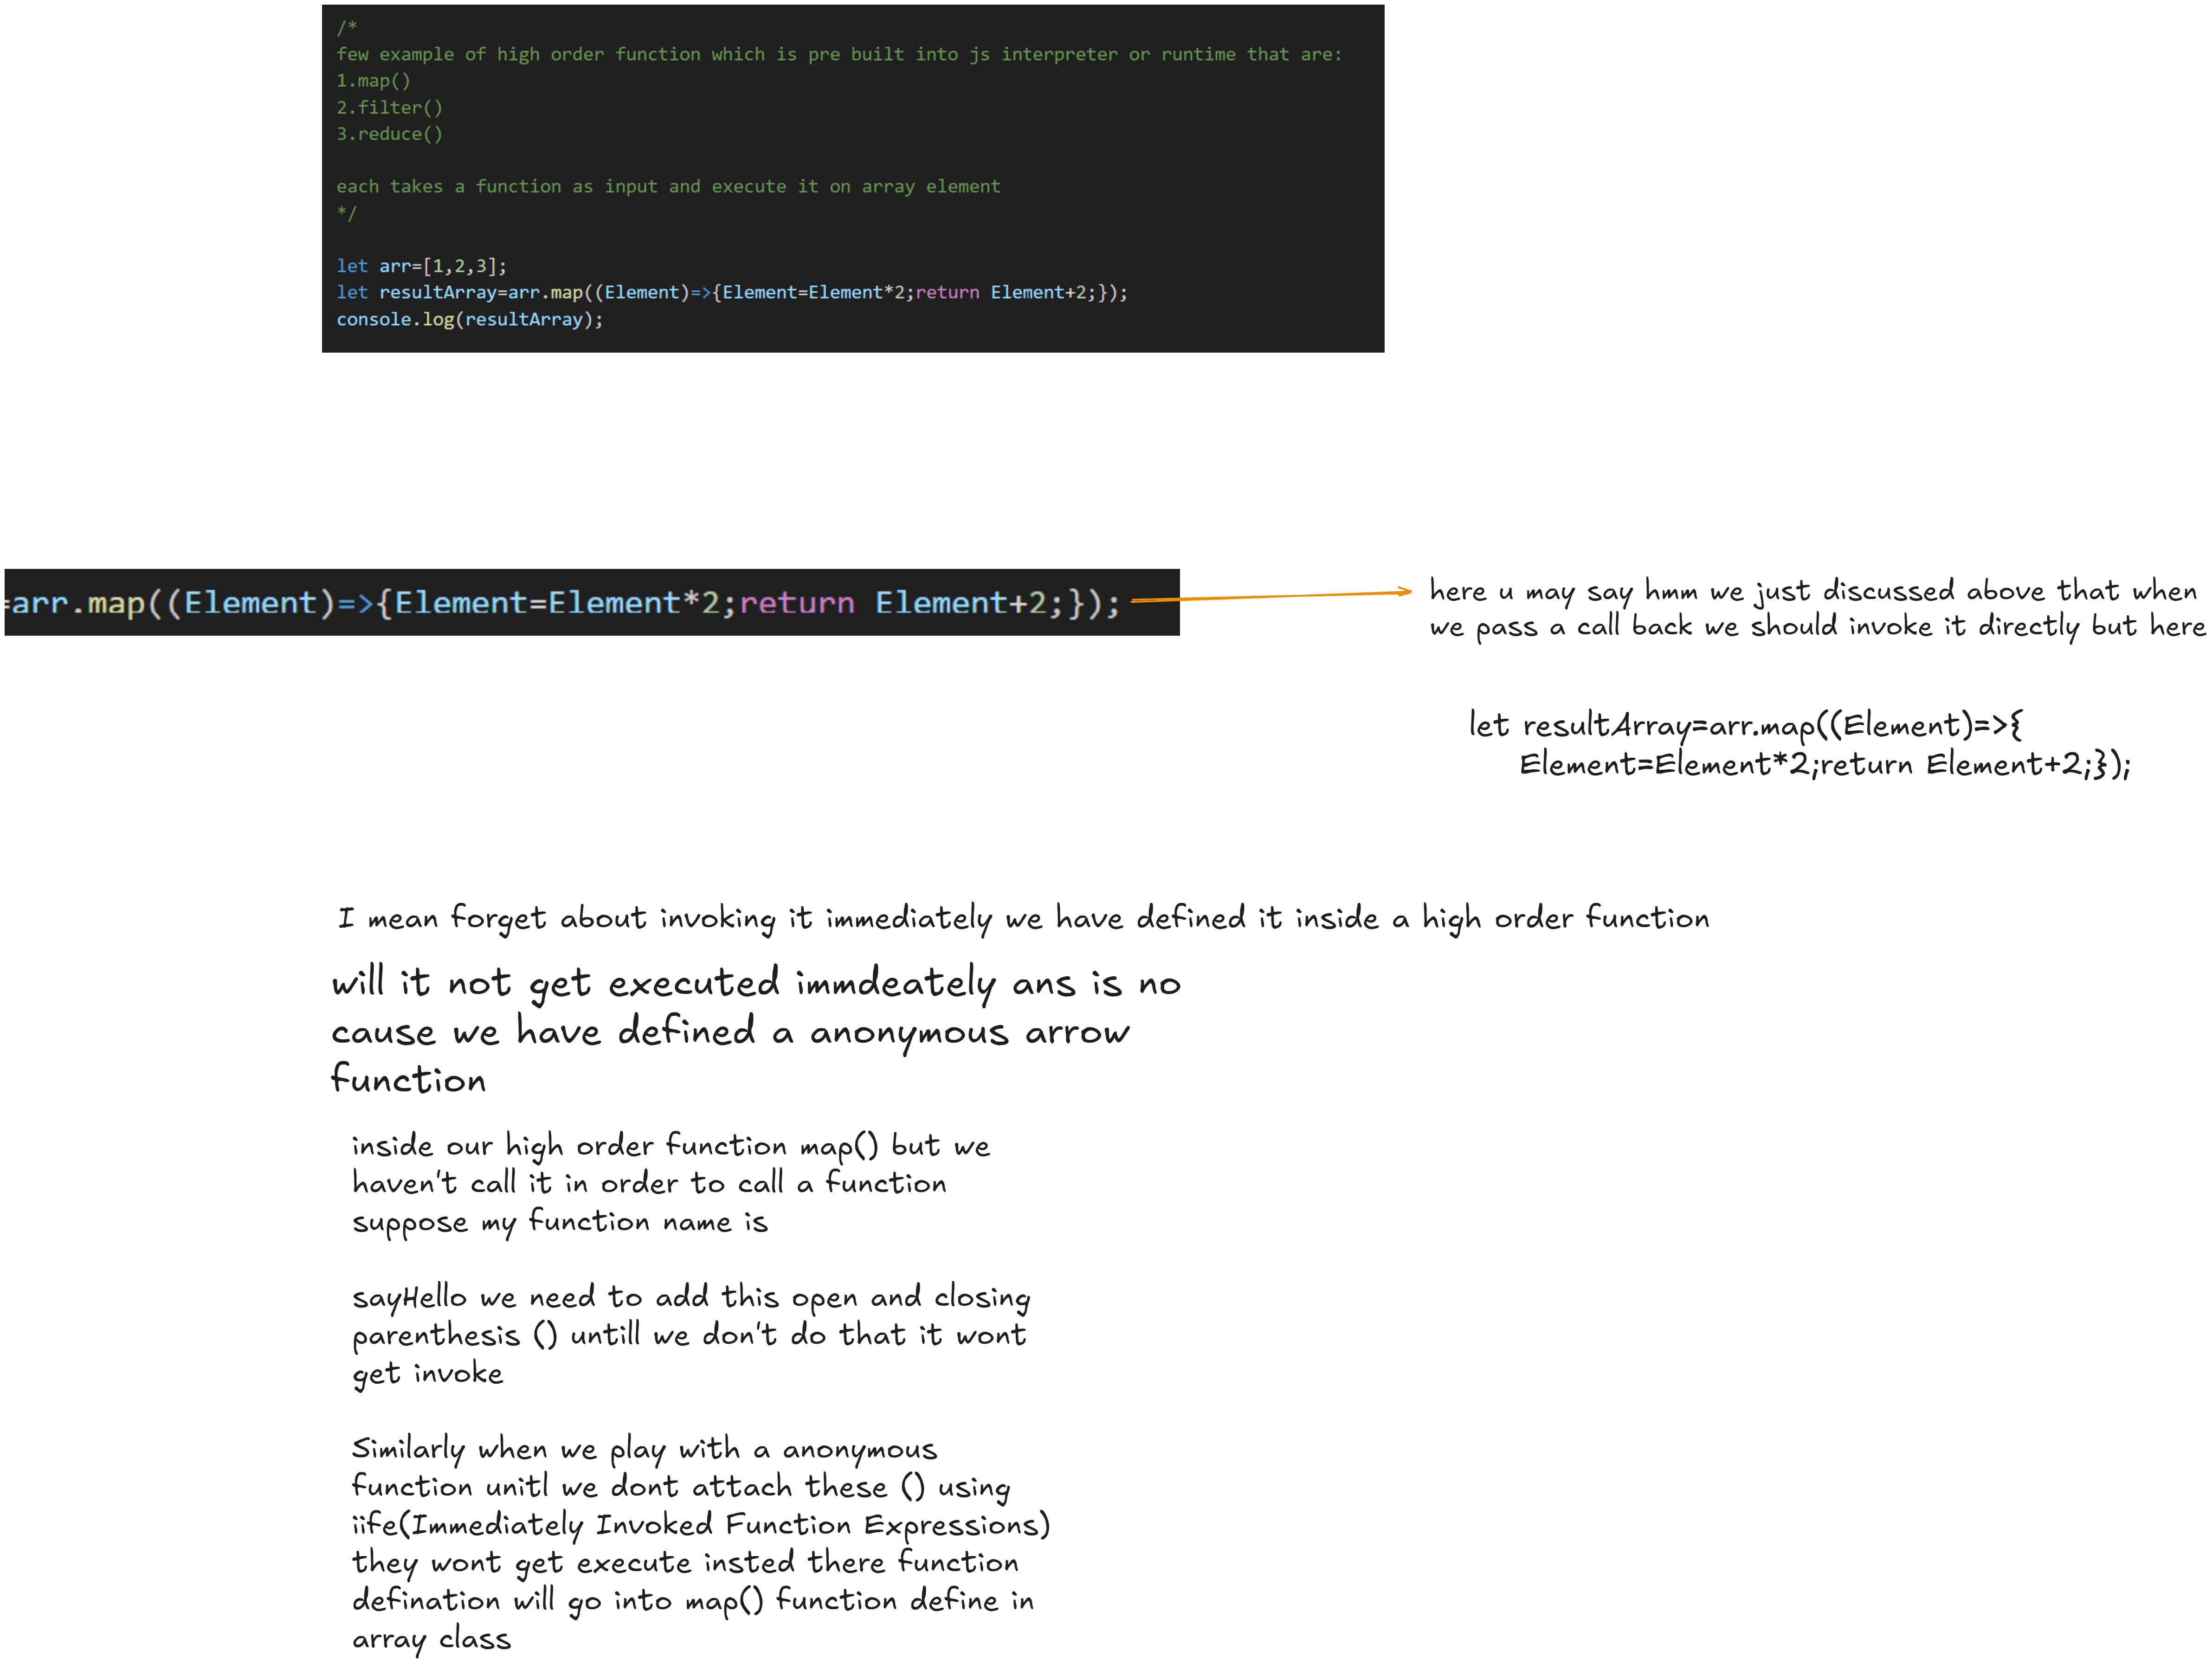 /*
few example of high order function which is pre built into js interpreter or runtime that are:
1.map()
2.filter()
3.reduce()
each takes a function as input and execute it on array element
*/
let arr=[1,2,3];
let resultArray=arr.map((Element)=>{Element=Element*2;return Element+2;});
console.log(resultArray);
=arr.map((Element)=>{Element=Element*2;return Element+2;});
here u may say hmm we just discussed above that when
we pass a call back we should invoke it directly but here
let resultArray=arr.map((Element)=>{
Element=Element*2;return Element+2;});
I mean forget about invoking it immediately we have defined it inside a high order function
will it not get executed immdeately ans is no
cause we have defined a anonymous arrow
function
inside our high order function map() but we
haven't call it in order to call a function
suppose my function name is
sayHello we need to add this open and closing
parenthesis () untill we don't do that it wont
get invoke
Similarly when we play with a anonymous
function unitl we dont attach these () using
iife(Immediately Invoked Function Expressions)
they wont get execute insted there function
defination will go into map() function define in
array class